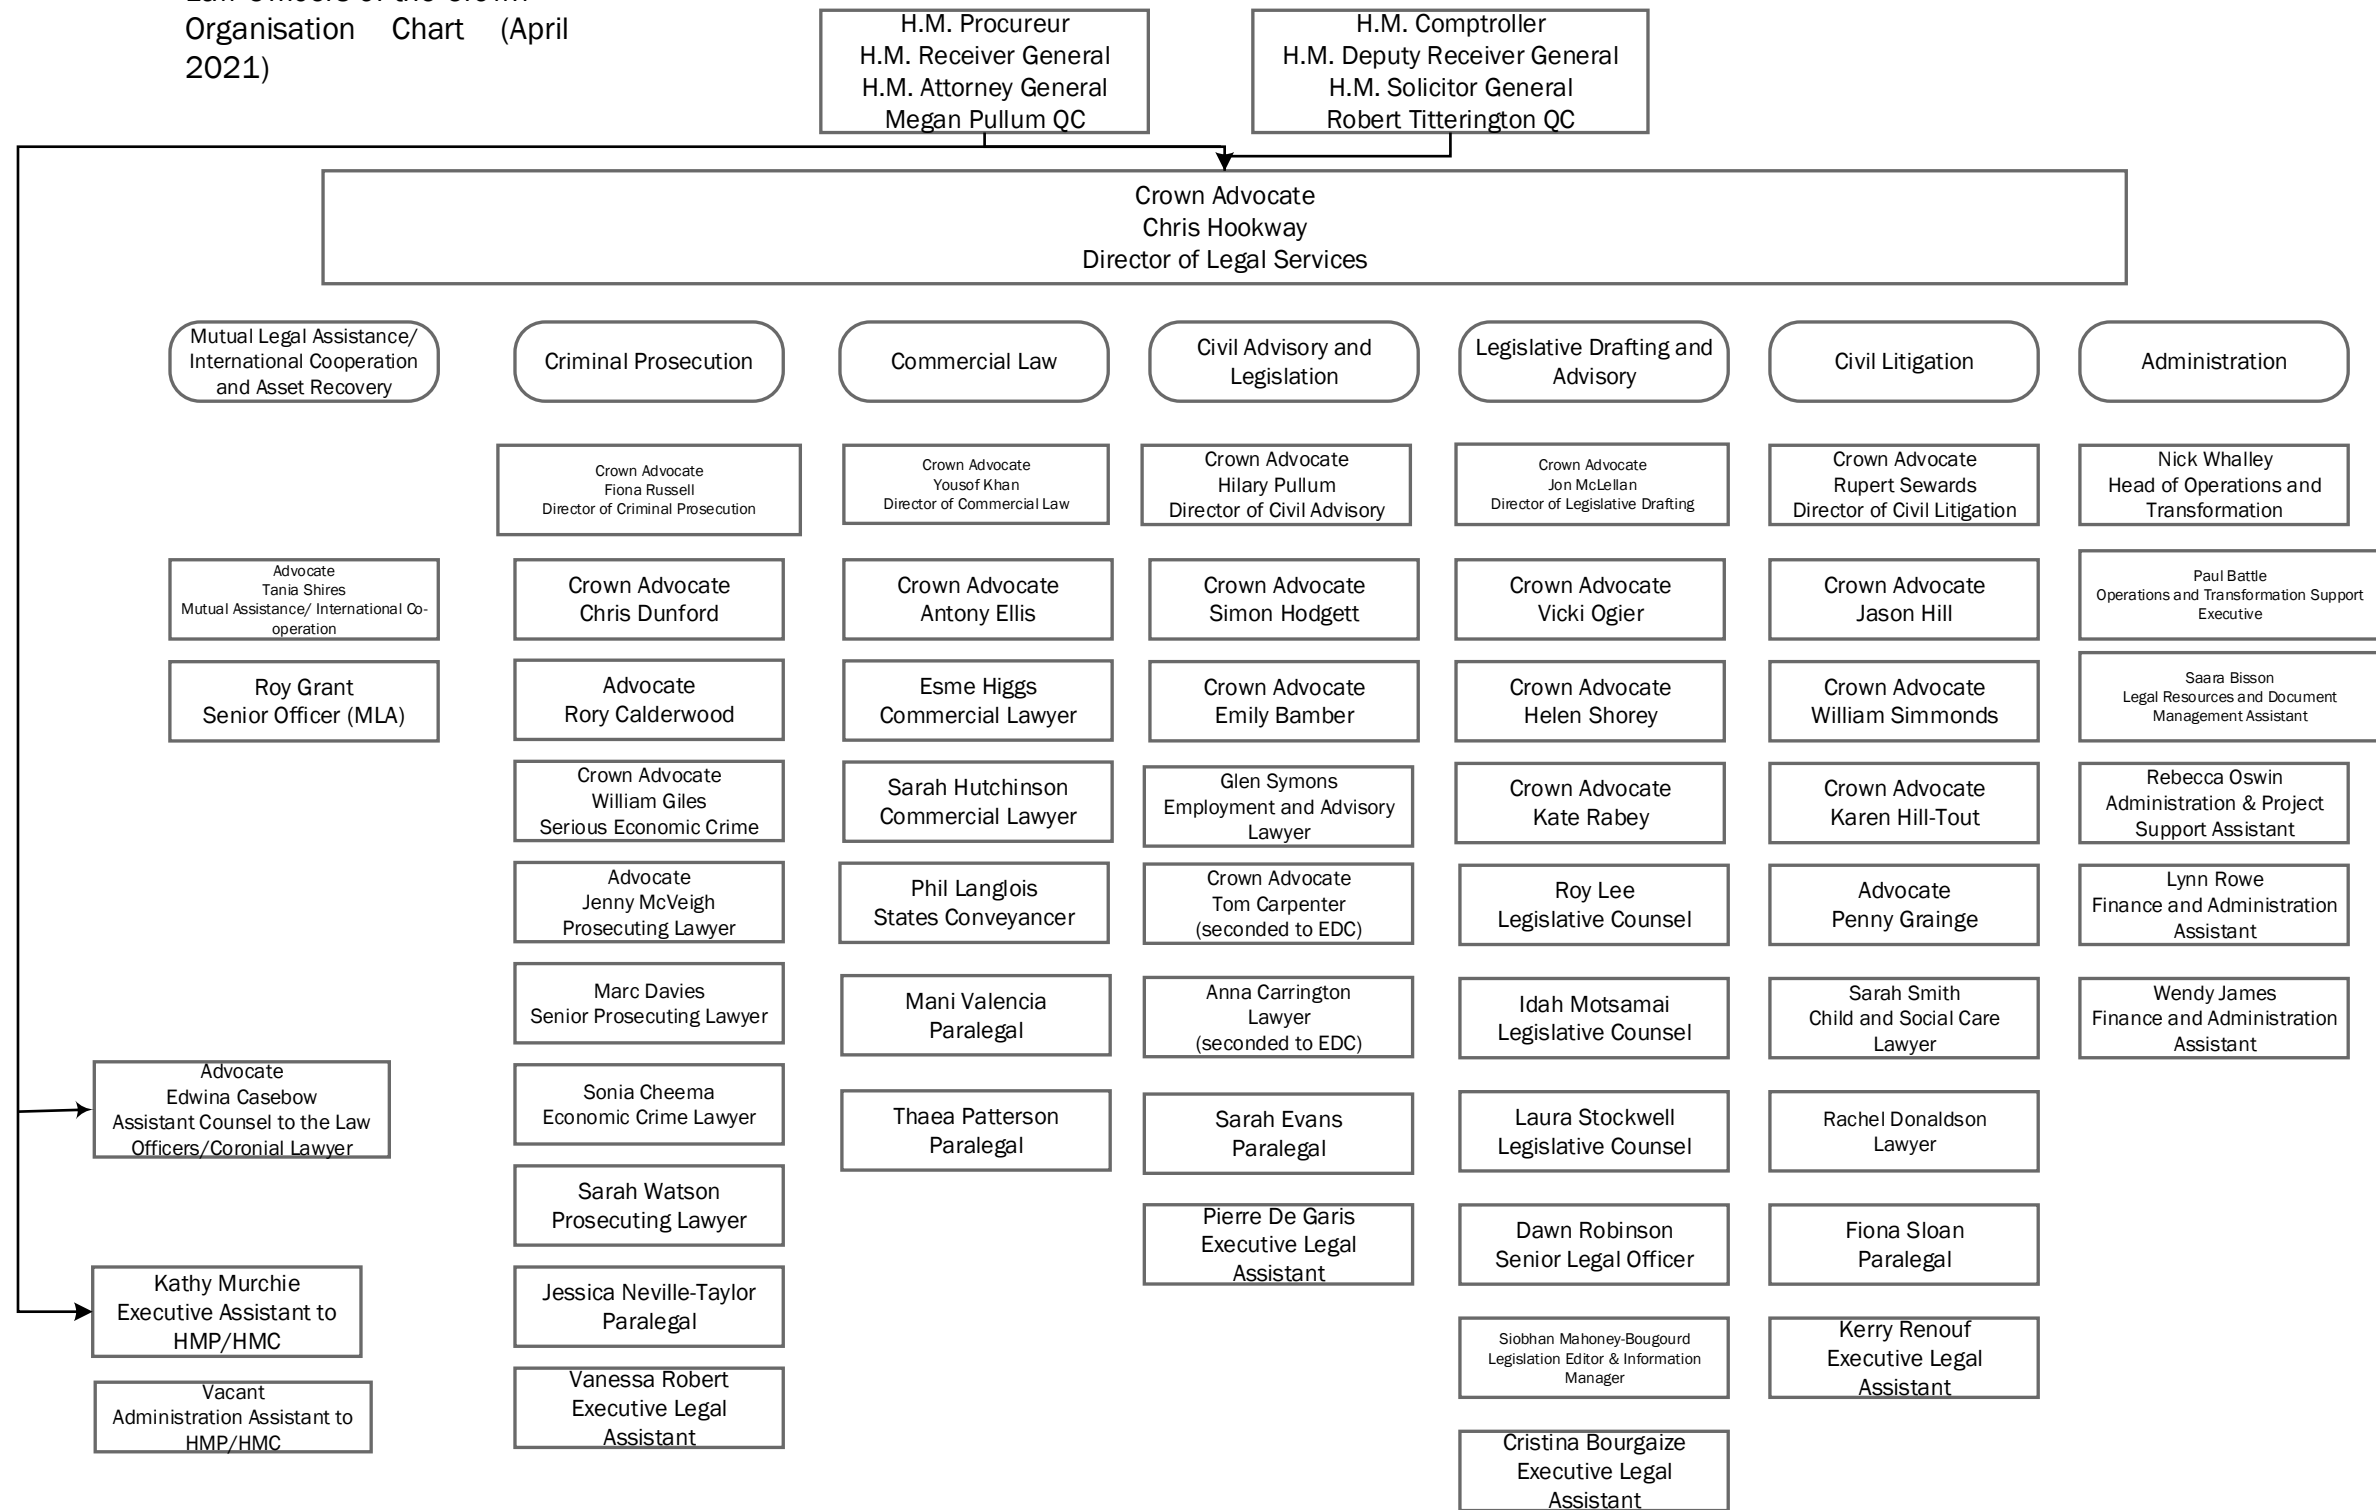 Organisation Chart (April
2021)
H.M. Procureur
H.M. Receiver General
H.M. Attorney General
Megan Pullum QC
H.M. Comptroller
H.M. Deputy Receiver General
H.M. Solicitor General
Robert Titterington QC
Crown Advocate
Chris Hookway
Director of Legal Services
Mutual Legal Assistance/
International Cooperation
and Asset Recovery
Advocate
Tania Shires
Mutual Assistance/ International Co-
operation
Roy Grant
Senior Officer (MLA)
Advocate
Edwina Casebow
Assistant Counsel to the Law
Officers/Coronial Lawyer
Kathy Murchie
Executive Assistant to
HMP/HMC
Vacant
Administration Assistant to
HMP/HMC
Criminal Prosecution
Crown Advocate
Fiona Russell
Director of Criminal Prosecution
Crown Advocate
Chris Dunford
Advocate
Rory Calderwood
Crown Advocate
William Giles
Serious Economic Crime
Advocate
Jenny McVeigh
Prosecuting Lawyer
Marc Davies
Senior Prosecuting Lawyer
Sonia Cheema
Economic Crime Lawyer
Sarah Watson
Prosecuting Lawyer
Jessica Neville-Taylor
Paralegal
Vanessa Robert
Executive Legal
Assistant
Commercial Law
Crown Advocate
Yousof Khan
Director of Commercial Law
Crown Advocate
Antony Ellis
Esme Higgs
Commercial Lawyer
Sarah Hutchinson
Commercial Lawyer
Phil Langlois
States Conveyancer
Mani Valencia
Paralegal
Thaea Patterson
Paralegal
Civil Advisory and
Legislation
Crown Advocate
Hilary Pullum
Director of Civil Advisory
Crown Advocate
Simon Hodgett
Crown Advocate
Emily Bamber
Glen Symons
Employment and Advisory
Lawyer
Crown Advocate
Tom Carpenter
(seconded to EDC)
Anna Carrington
Lawyer
(seconded to EDC)
Sarah Evans
Paralegal
Pierre De Garis
Executive Legal
Assistant
Legislative Drafting and
Advisory
Crown Advocate
Jon McLellan
Director of Legislative Drafting
Crown Advocate
Vicki Ogier
Crown Advocate
Helen Shorey
Crown Advocate
Kate Rabey
Roy Lee
Legislative Counsel
Idah Motsamai
Legislative Counsel
Laura Stockwell
Legislative Counsel
Dawn Robinson
Senior Legal Officer
Siobhan Mahoney-Bougourd
Legislation Editor & Information
Manager
Cristina Bourgaize
Executive Legal
Assistant
Civil Litigation
Crown Advocate
Rupert Sewards
Director of Civil Litigation
Crown Advocate
Jason Hill
Crown Advocate
William Simmonds
Crown Advocate
Karen Hill-Tout
Advocate
Penny Grainge
Sarah Smith
Child and Social Care
Lawyer
Rachel Donaldson
Lawyer
Fiona Sloan
Paralegal
Kerry Renouf
Executive Legal
Assistant
Administration
Nick Whalley
Head of Operations and
Transformation
Paul Battle
Operations and Transformation Support
Executive
Saara Bisson
Legal Resources and Document
Management Assistant
Rebecca Oswin
Administration & Project
Support Assistant
Lynn Rowe
Finance and Administration
Assistant
Wendy James
Finance and Administration
Assistant